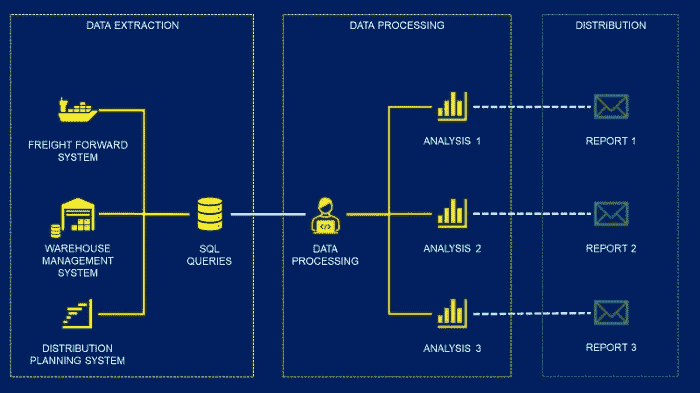 DATA EXTRACTION
DATA PROCESSING
DISTRIBUTION
FREIGHT FORWARD
SYSTEM
WAREHOUSE
MANAGEMENT
SYSTEM
DISTRIBUTION
PLANNING SYSTEM
SQL
QUERIES
DATA
PROCESSING
ANALYSIS 1
ANALYSIS 2
ANALYSIS 3
REPORT 1
REPORT 2
REPORT 3